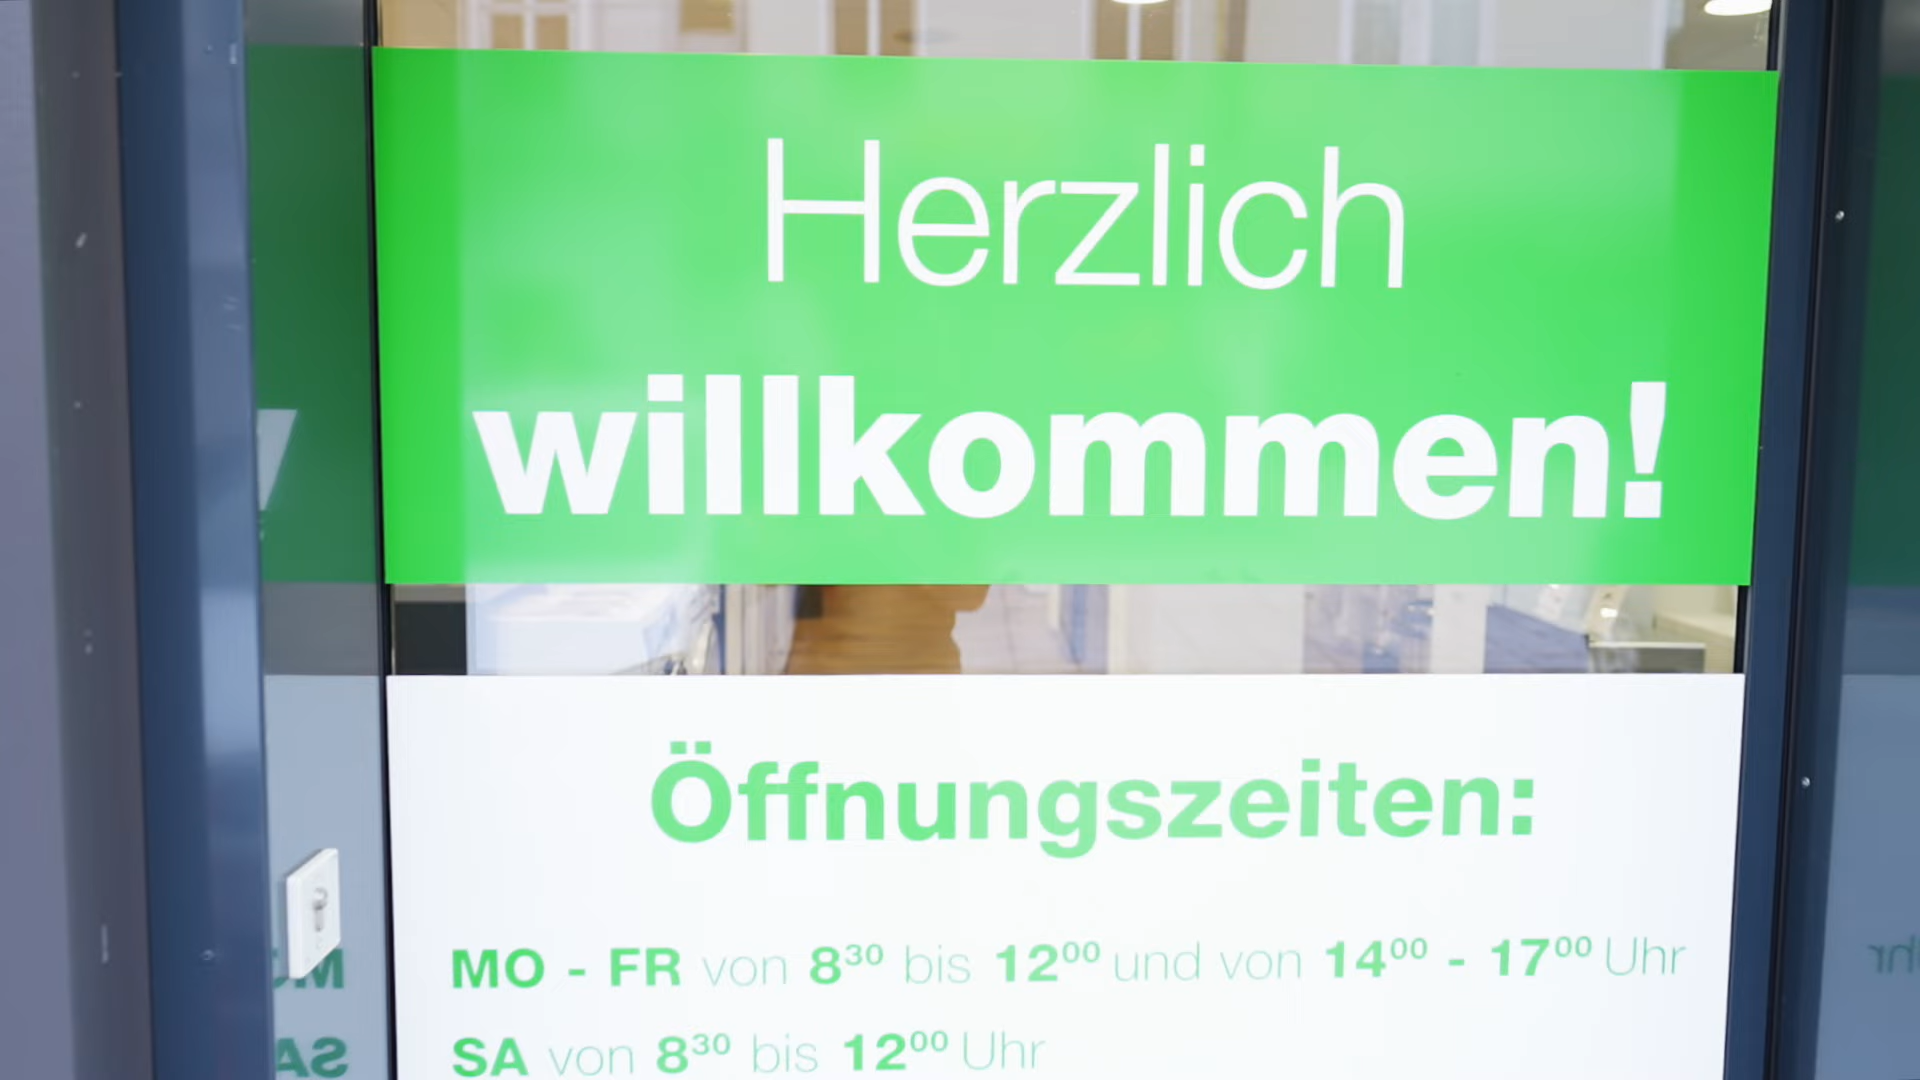 Herzlich
willkommen!
Öffnungszeiten:
MO - FR von 8³⁰ bis 12⁰⁰ und von 14⁰⁰ - 17⁰⁰ Uhr
SA von 8³⁰ bis 12⁰⁰ Uhr